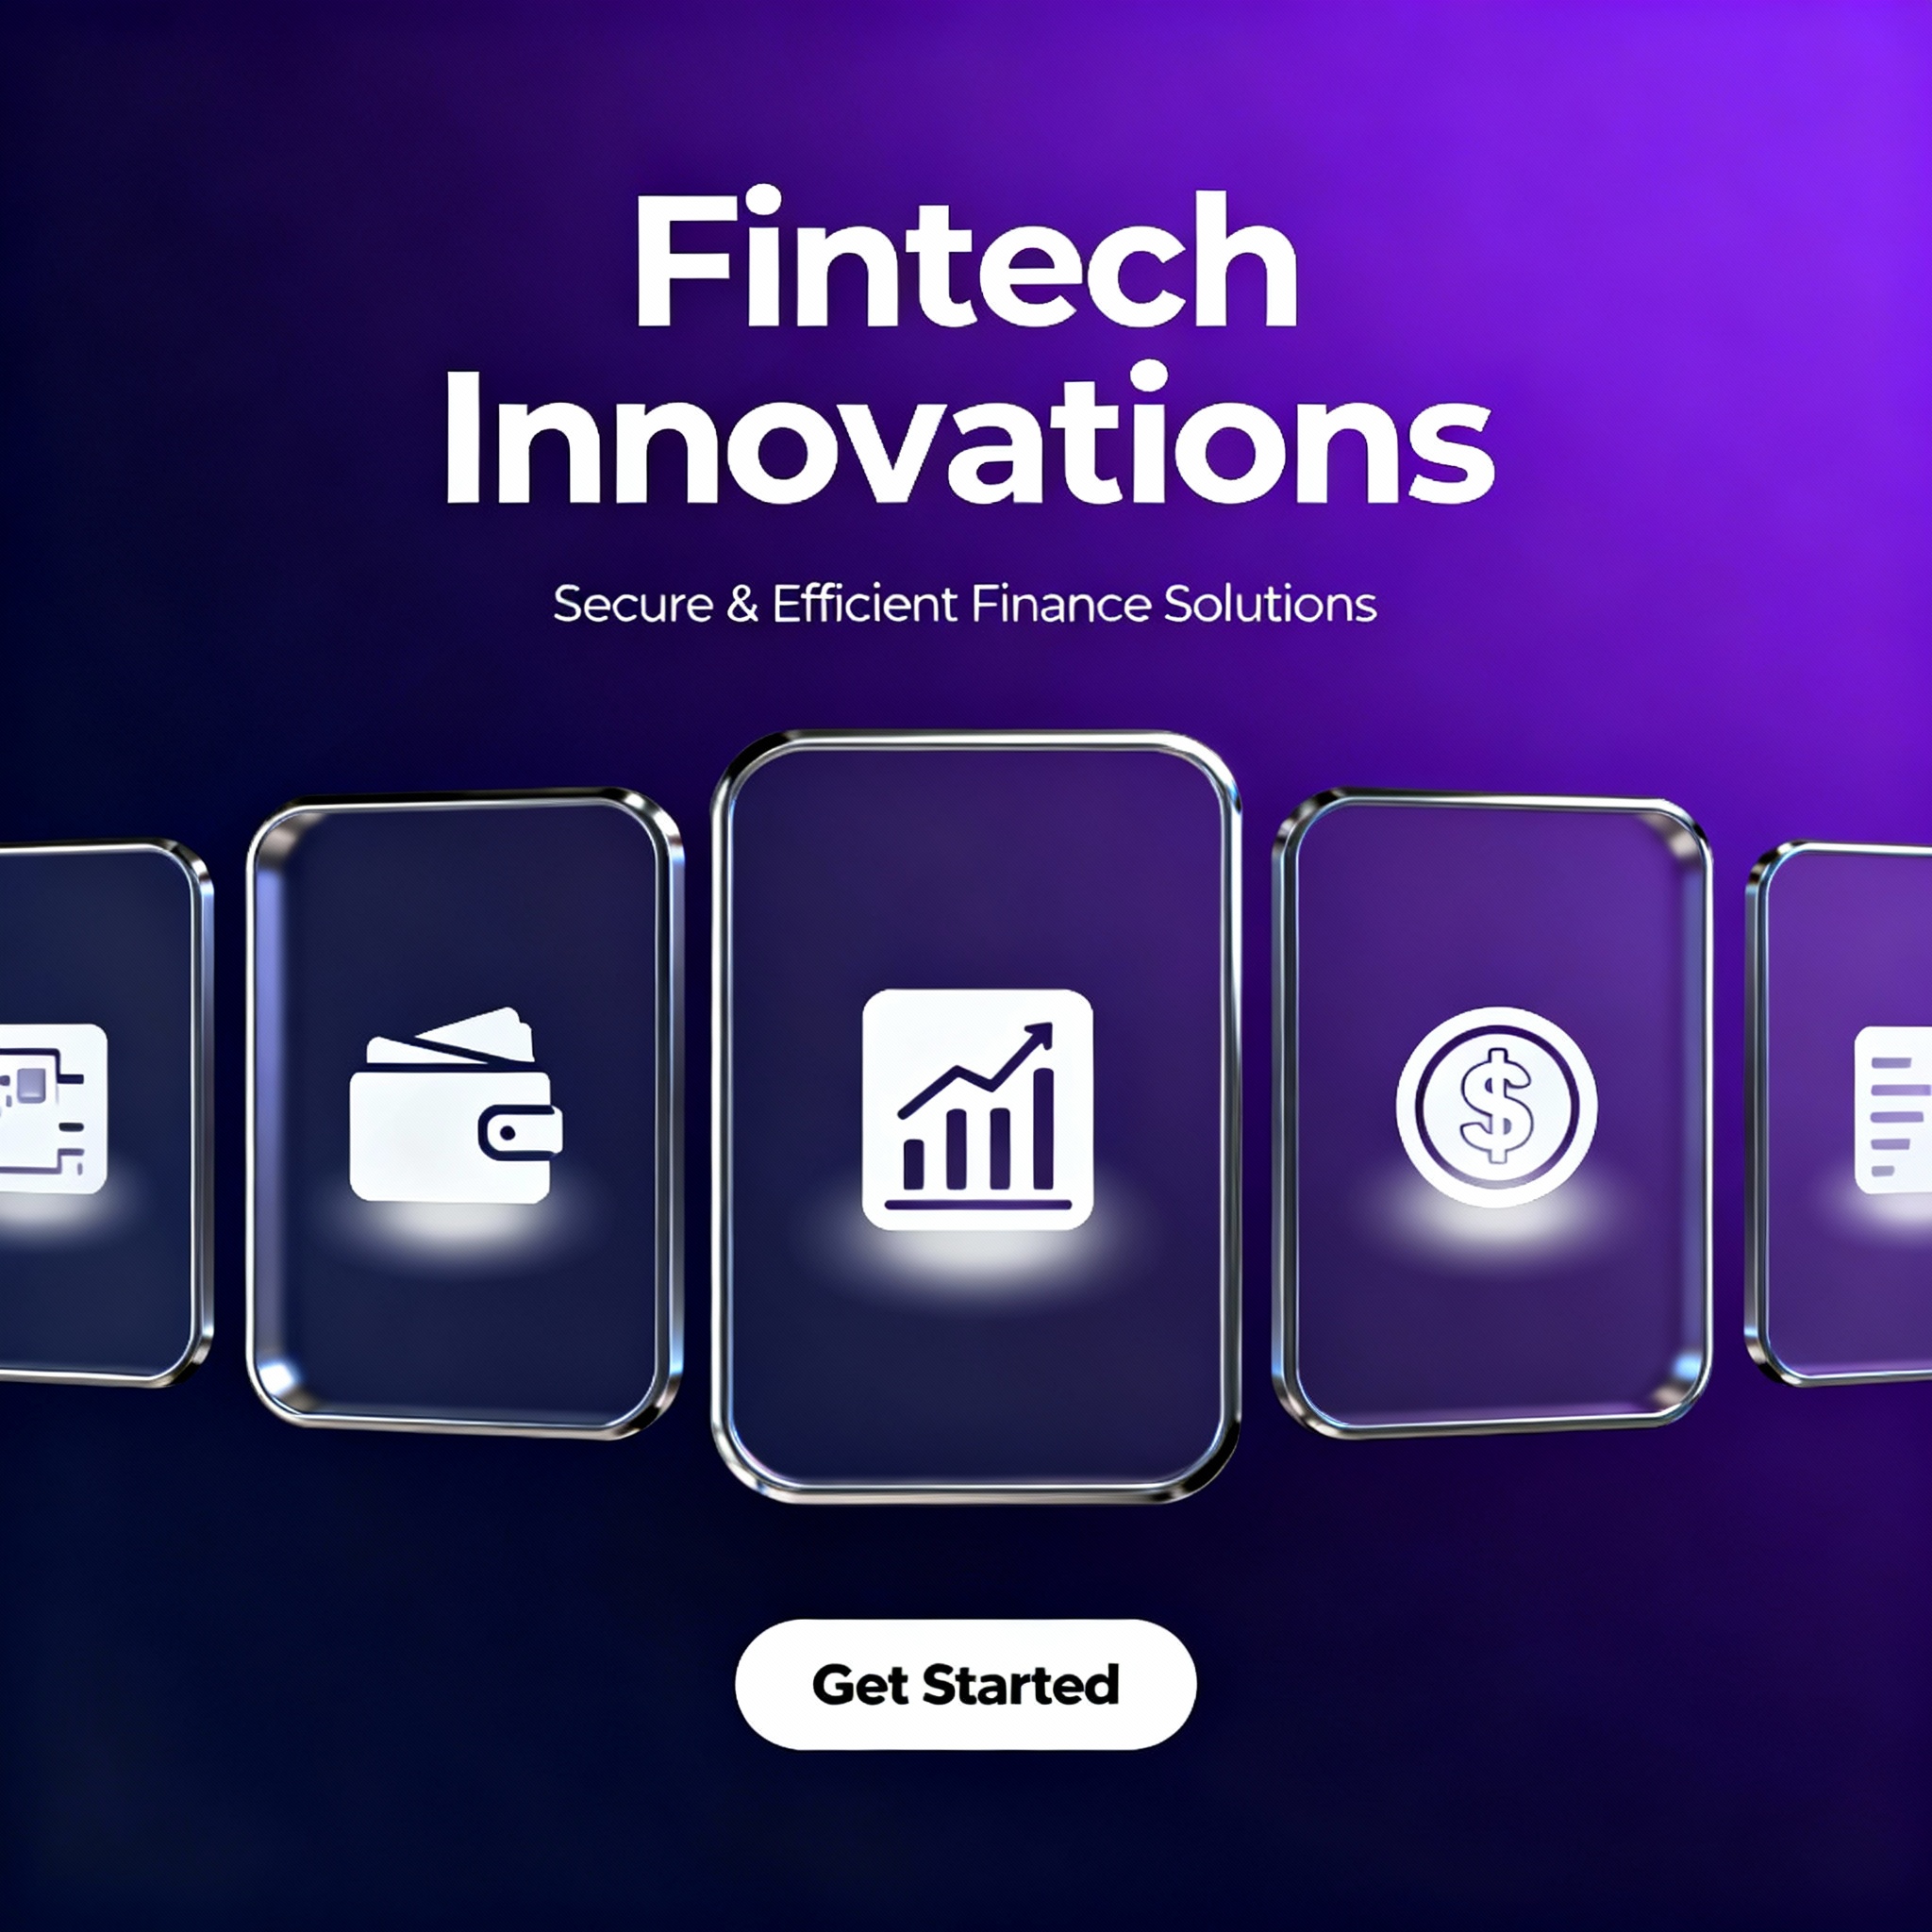 Fintech
Innovations
Secure & Efficient Finance Solutions
$
Get Started